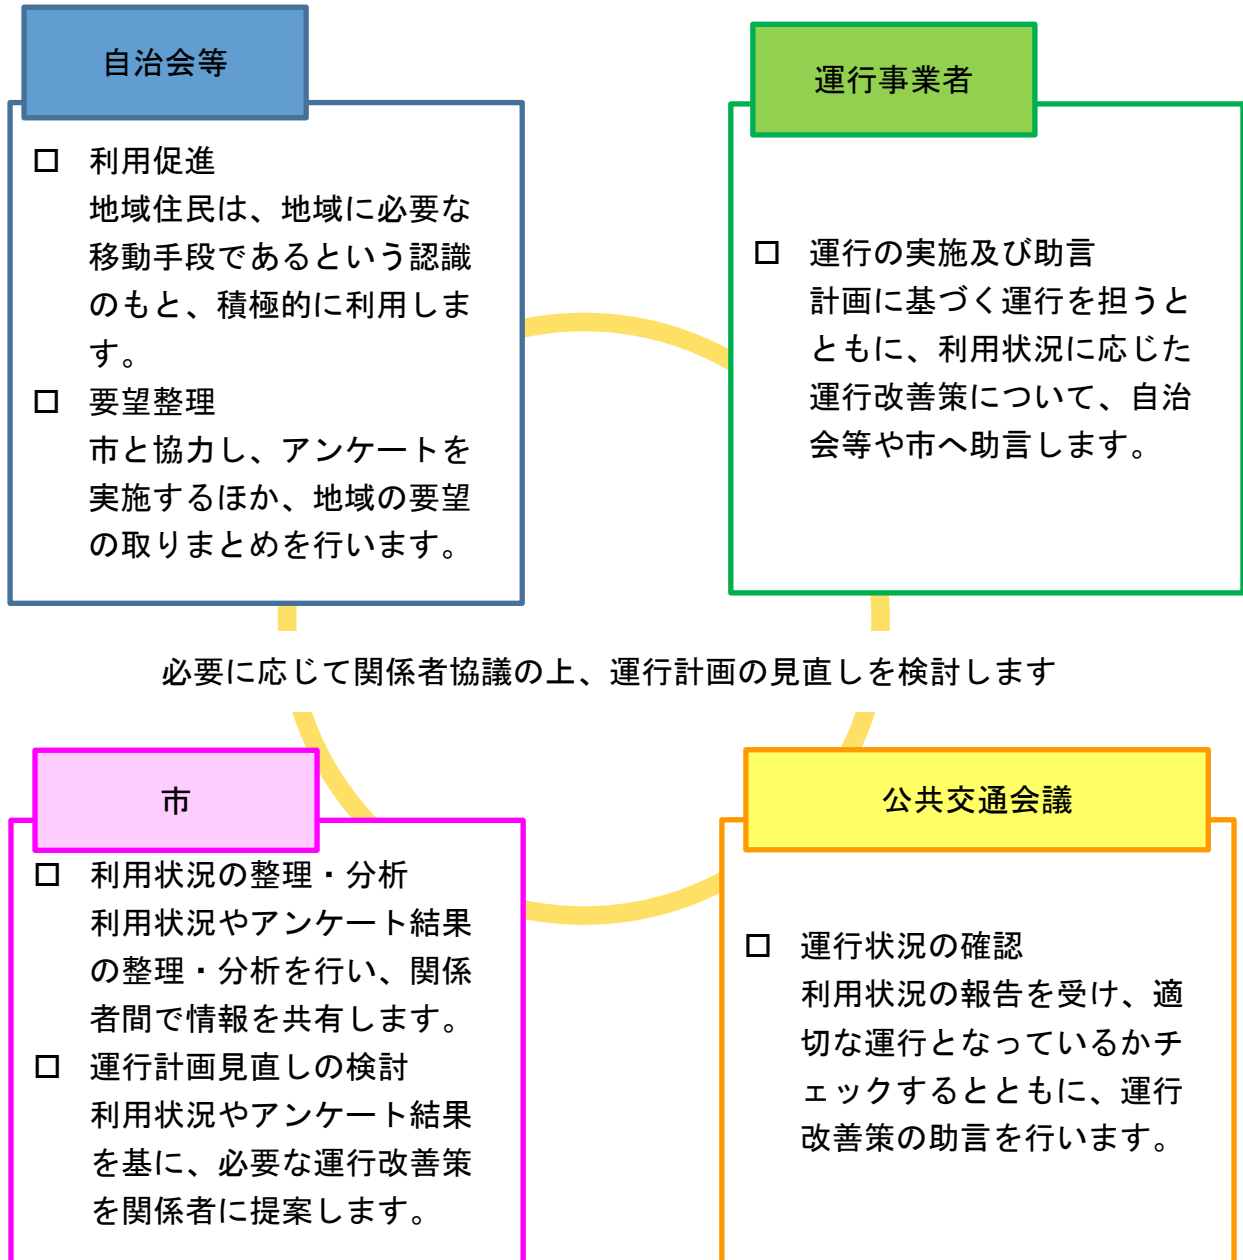 自治会等
□ 利用促進
地域住民は、地域に必要な
移動手段であるという認識
のもと、積極的に利用しま
す。
□ 要望整理
市と協力し、アンケートを
実施するほか、地域の要望
の取りまとめを行います。
運行事業者
□ 運行の実施及び助言
計画に基づく運行を担うと
ともに、利用状況に応じた
運行改善策について、自治
会等や市へ助言します。
必要に応じて関係者協議の上、運行計画の見直しを検討します
市
□ 利用状況の整理・分析
利用状況やアンケート結果
の整理・分析を行い、関係
者間で情報を共有します。
□ 運行計画見直しの検討
利用状況やアンケート結果
を基に、必要な運行改善策
を関係者に提案します。
公共交通会議
□ 運行状況の確認
利用状況の報告を受け、適
切な運行となっているかチ
ェックするとともに、運行
改善策の助言を行います。